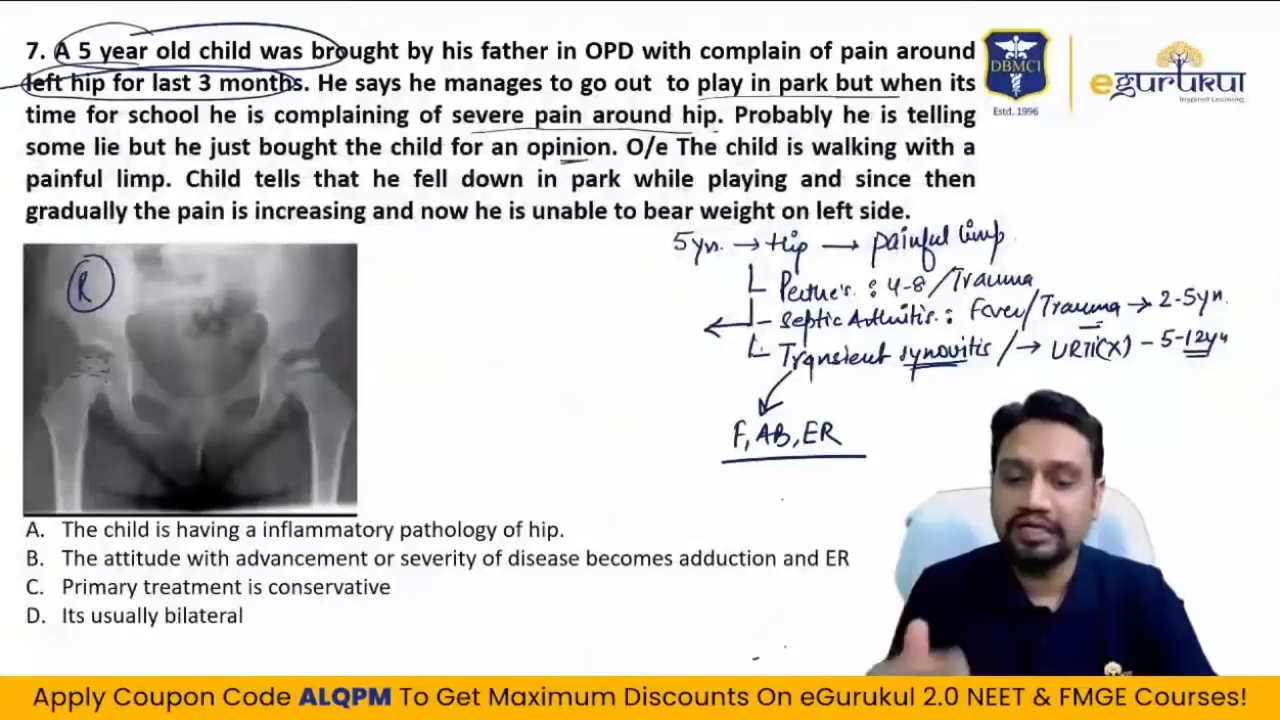 7. A 5 year old child was brought by his father in OPD with complain of pain around
left hip for last 3 months. He says he manages to go out to play in park but when its
time for school he is complaining of severe pain around hip. Probably he is telling
some lie but he just bought the child for an opinion. O/e The child is walking with a
painful limp. Child tells that he fell down in park while playing and since then
gradually the pain is increasing and now he is unable to bear weight on left side.
DBMCI
Estd. 1996
egurukul
Inspired Learning
R
5yr. → Hip → painful limp
Perthe's : 4-8/Trauma
Septic Arthritis : Fever/Trauma → 2-5yr.
Transient synovitis / → URTI(X) - 5-12yr
F, AB, ER
A. The child is having a inflammatory pathology of hip.
B. The attitude with advancement or severity of disease becomes adduction and ER
C. Primary treatment is conservative
D. Its usually bilateral
Apply Coupon Code ALQPM To Get Maximum Discounts On eGurukul 2.0 NEET & FMGE Courses!